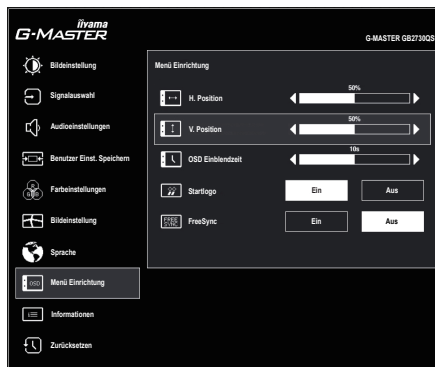 iiyama
G-MASTER
G-MASTER GB2730QS
Bildeinstellung
Signalauswahl
Audioeinstellungen
Benutzer Einst. Speichern
Farbeinstellungen
Bildeinstellung
Sprache
OSD Menü Einrichtung
Informationen
Zurücksetzen
Menü Einrichtung
H. Position 50%
V. Position 50%
OSD Einblendzeit 10s
Startlogo Ein Aus
FREE SYNC FreeSync Ein Aus